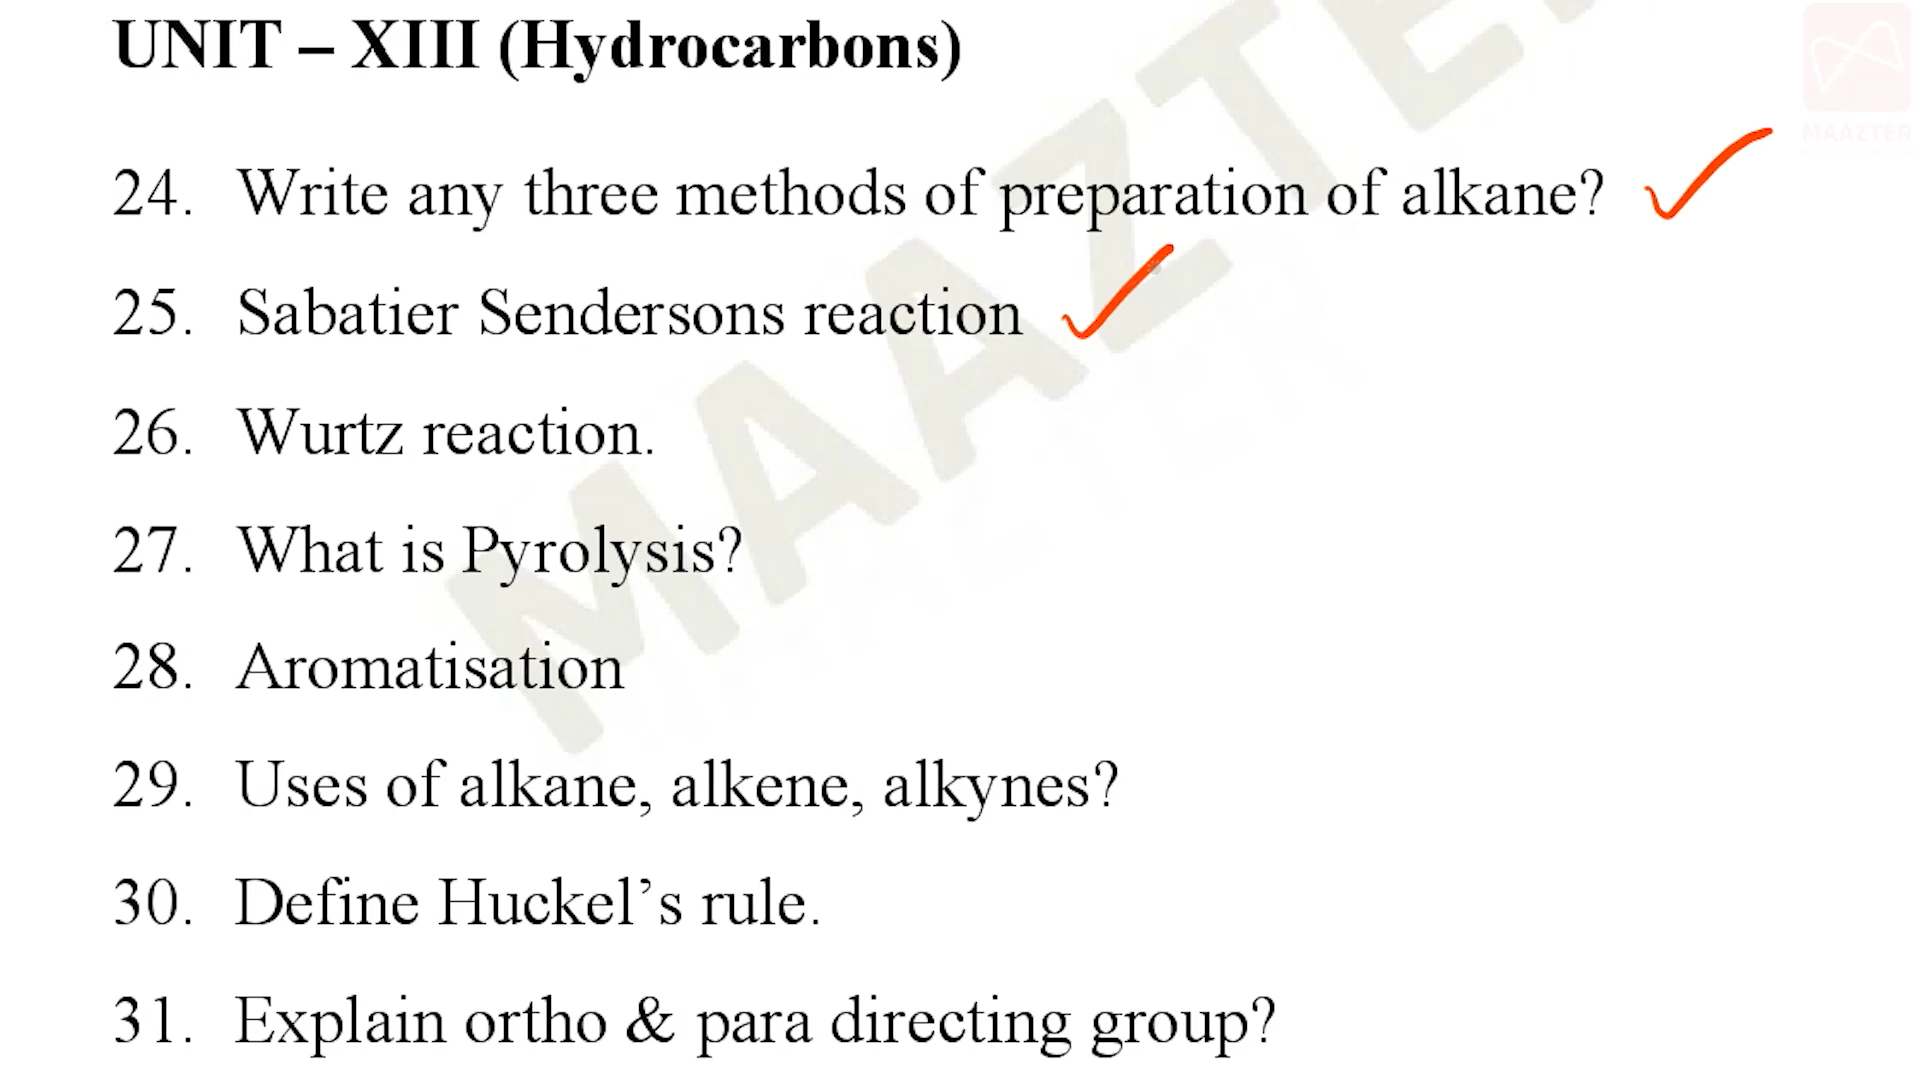 UNIT – XIII (Hydrocarbons)
MAAZTER
24. Write any three methods of preparation of alkane?
25. Sabatier Sendersons reaction
26. Wurtz reaction.
27. What is Pyrolysis?
28. Aromatisation
29. Uses of alkane, alkene, alkynes?
30. Define Huckel’s rule.
31. Explain ortho & para directing group?
MAAZTE